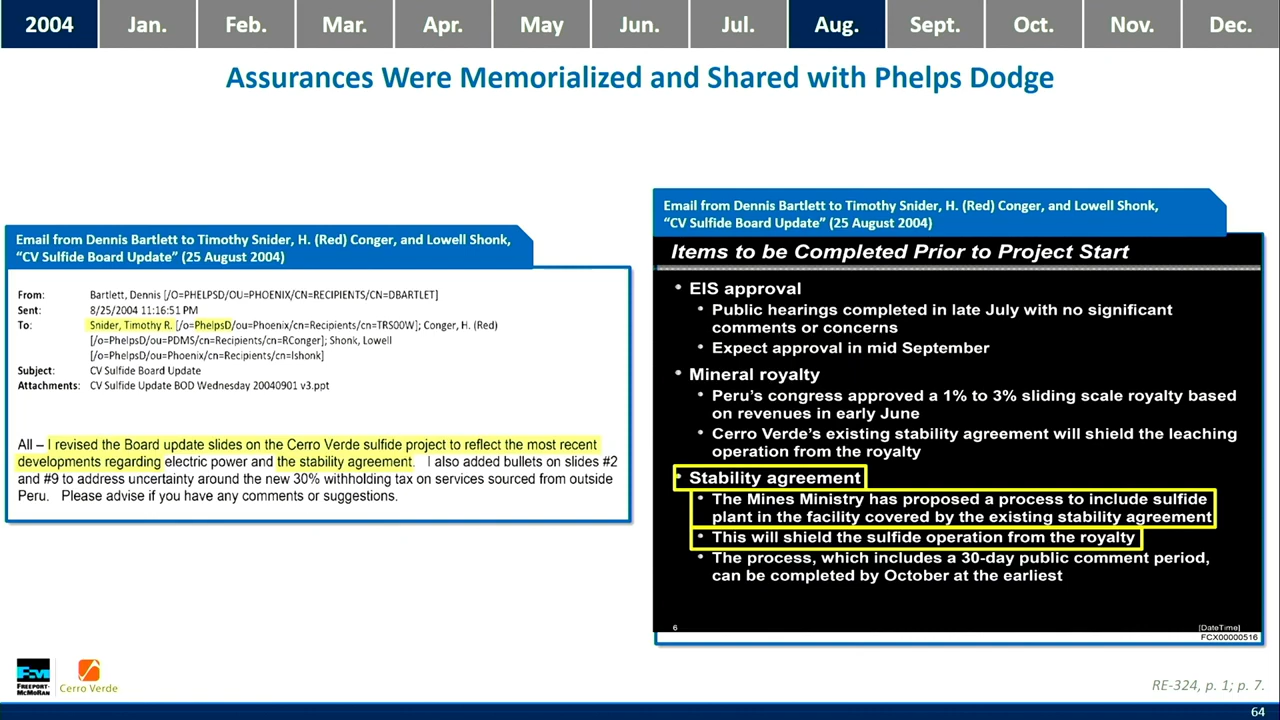 2004 Jan. Feb. Mar. Apr. May Jun. Jul. Aug. Sept. Oct. Nov. Dec.
Assurances Were Memorialized and Shared with Phelps Dodge
Email from Dennis Bartlett to Timothy Snider, H. (Red) Conger, and Lowell Shonk,
“CV Sulfide Board Update” (25 August 2004)
From: Bartlett, Dennis [/O=PHELPSD/OU=PHOENIX/CN=RECIPIENTS/CN=DBARTLET]
Sent: 8/25/2004 11:16:51 PM
To: Snider, Timothy R. [/o=PhelpsD/ou=Phoenix/cn=Recipients/cn=TRS00W]; Conger, H. (Red)
[/o=PhelpsD/ou=PDMS/cn=Recipients/cn=RConger]; Shonk, Lowell
[/o=PhelpsD/ou=Phoenix/cn=Recipients/cn=lshonk]
Subject: CV Sulfide Board Update
Attachments: CV Sulfide Update BOD Wednesday 20040901 v3.ppt
All – I revised the Board update slides on the Cerro Verde sulfide project to reflect the most recent
developments regarding electric power and the stability agreement. I also added bullets on slides #2
and #9 to address uncertainty around the new 30% withholding tax on services sourced from outside
Peru. Please advise if you have any comments or suggestions.
Email from Dennis Bartlett to Timothy Snider, H. (Red) Conger, and Lowell Shonk,
“CV Sulfide Board Update” (25 August 2004)
Items to be Completed Prior to Project Start
• EIS approval
• Public hearings completed in late July with no significant
comments or concerns
• Expect approval in mid September
• Mineral royalty
• Peru’s congress approved a 1% to 3% sliding scale royalty based
on revenues in early June
• Cerro Verde’s existing stability agreement will shield the leaching
operation from the royalty
• Stability agreement
• The Mines Ministry has proposed a process to include sulfide
plant in the facility covered by the existing stability agreement
• This will shield the sulfide operation from the royalty
• The process, which includes a 30-day public comment period,
can be completed by October at the earliest
6 [DateTime]
FCX00000516
FREEPORT-
McMoRAN
Cerro Verde
RE-324, p. 1; p. 7.
64